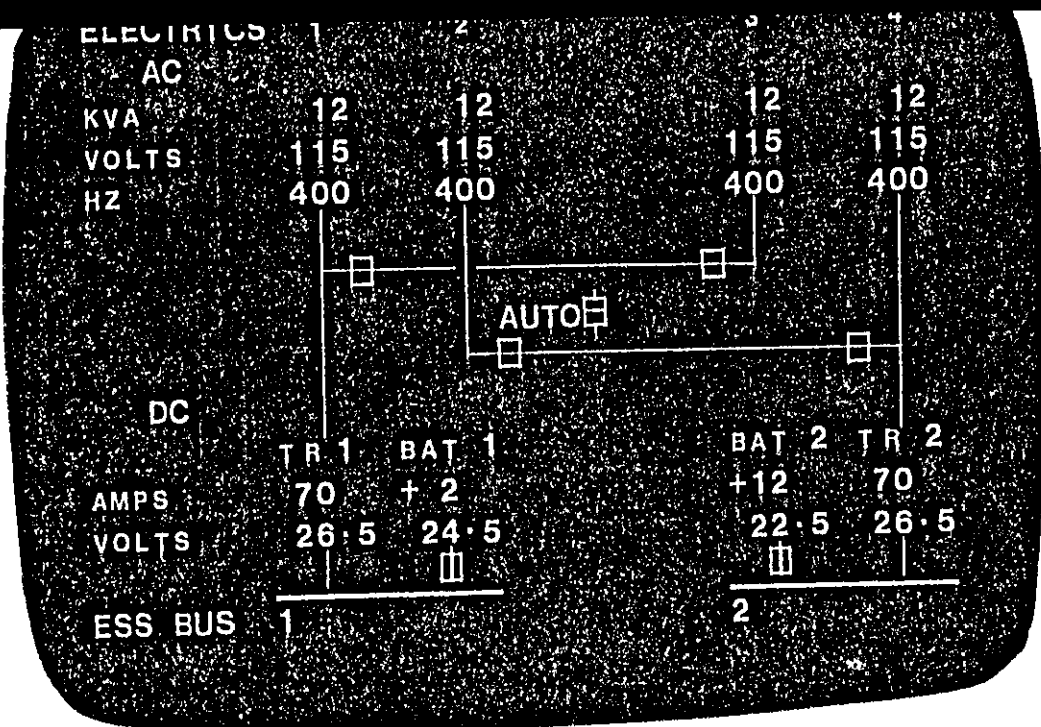 ELECTRICS 1 2 3 4
AC
KVA 12 12 12 12
VOLTS 115 115 115 115
HZ 400 400 400 400
AUTO
DC
TR 1 BAT 1 BAT 2 TR 2
AMPS 70 + 2 +12 70
VOLTS 26·5 24·5 22·5 26·5
ESS BUS 1 2